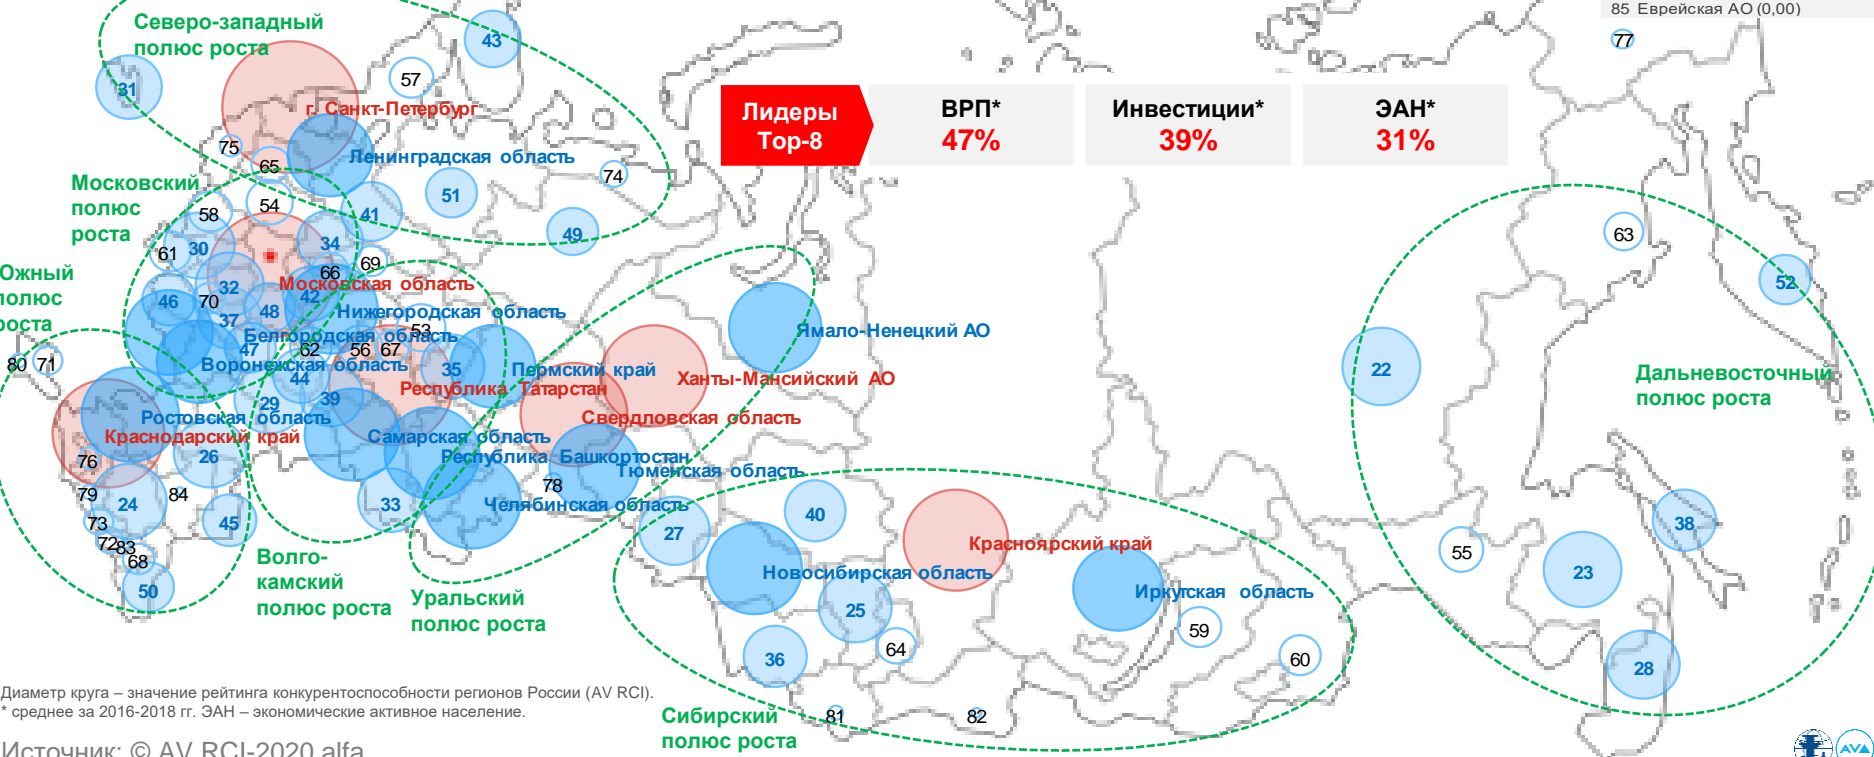 85 Еврейская АО (0,00)
77
Северо-западный
полюс роста
43
57
31
г. Санкт-Петербург
Лидеры
Top-8
ВРП*
47%
Инвестиции*
39%
ЭАН*
31%
75
65
Ленинградская область
74
51
Московский
полюс
роста
58
54
41
49
63
61
30
34
69
66
52
Южный
полюс
роста
46
32
70
42
48
37
Московская область
Нижегородская область
53
Белгородская область
Ямало-Ненецкий АО
47
62
56
67
80
71
Воронежская область
44
35
Пермский край
22
Ханты-Мансийский АО
Дальневосточный
полюс роста
Республика Татарстан
39
29
Ростовская область
Свердловская область
Краснодарский край
Самарская область
76
26
Республика Башкортостан
Тюменская область
78
79
24
84
33
Челябинская область
73
45
27
40
38
72
83
68
55
Красноярский край
50
Волго-
камский
полюс роста
Новосибирская область
23
Уральский
полюс роста
Иркутская область
25
59
64
36
60
28
Диаметр круга – значение рейтинга конкурентоспособности регионов России (AV RCI).
* среднее за 2016-2018 гг. ЭАН – экономические активное население.
Сибирский
полюс роста
81
82
Источник: © AV RCI-2020 alfa
AVA